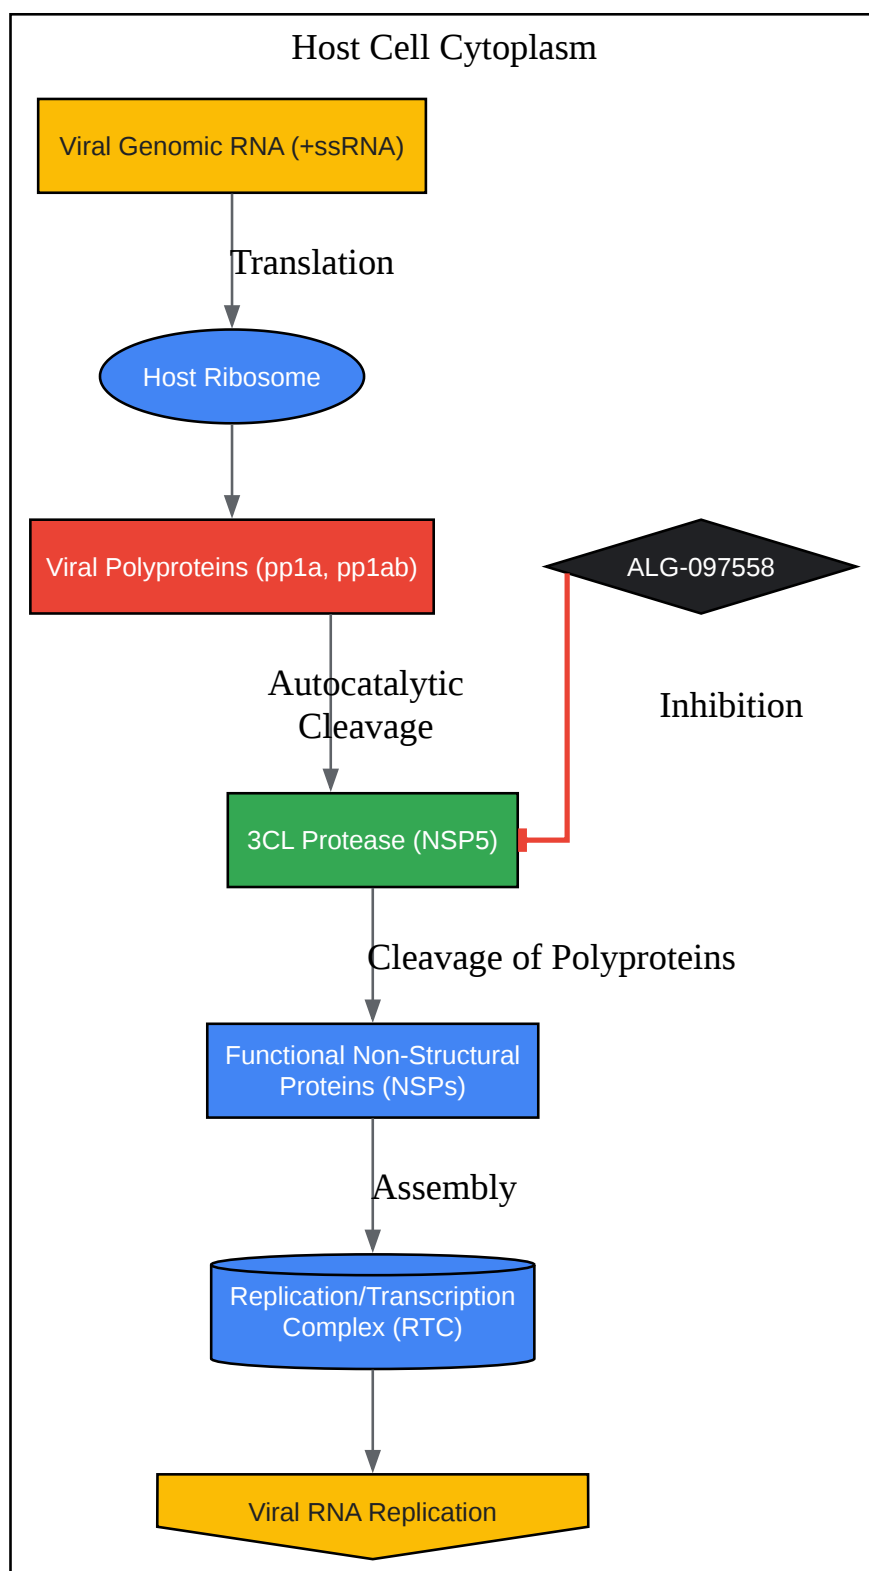 Host Cell Cytoplasm
Viral Genomic RNA (+ssRNA)
Translation
Host Ribosome
Viral Polyproteins (pp1a, pp1ab)
ALG-097558
Autocatalytic
Cleavage
Inhibition
3CL Protease (NSP5)
Cleavage of Polyproteins
Functional Non-Structural
Proteins (NSPs)
Assembly
Replication/Transcription
Complex (RTC)
Viral RNA Replication